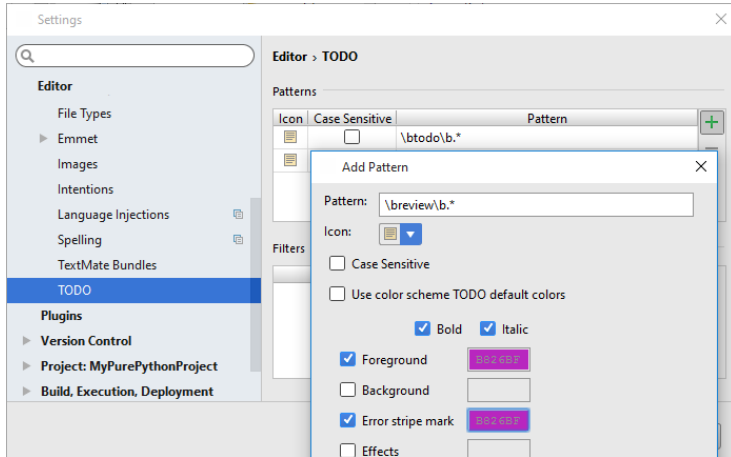 Settings
Editor › TODO
Editor
File Types
Emmet
Images
Intentions
Language Injections
Spelling
TextMate Bundles
TODO
Plugins
Version Control
Project: MyPurePythonProject
Build, Execution, Deployment
Patterns
Icon Case Sensitive Pattern
\btodo\b.*
Filters
Add Pattern
Pattern: \breview\b.*
Icon:
Case Sensitive
Use color scheme TODO default colors
Bold Italic
Foreground B826BF
Background
Error stripe mark B826BF
Effects